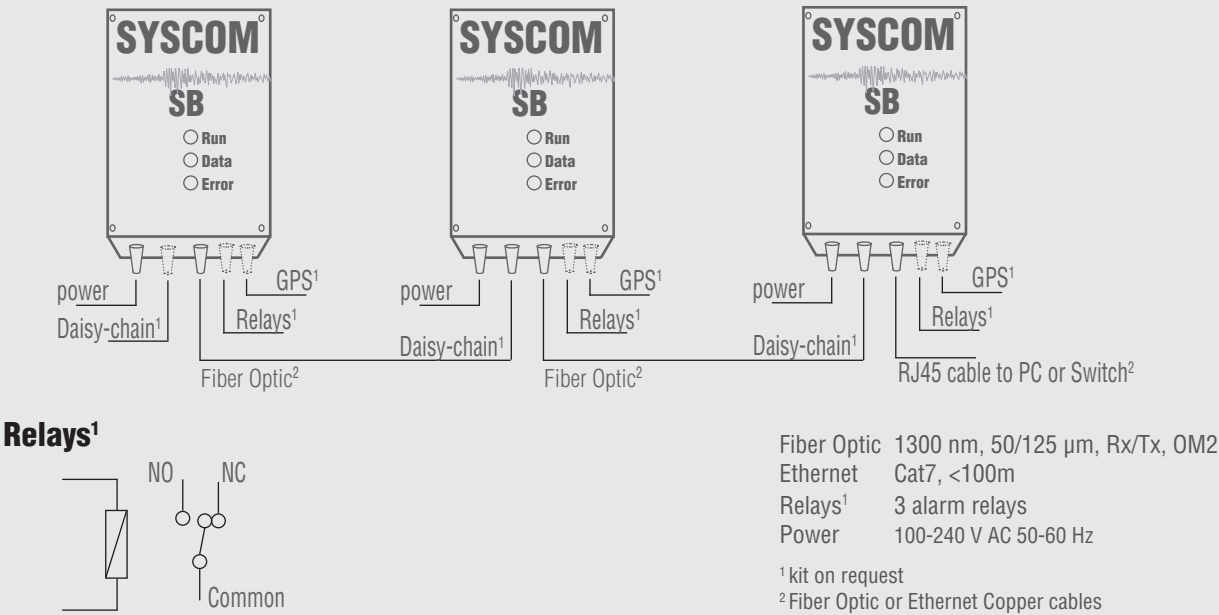 SYSCOM
SB
Run
Data
Error
power
Daisy-chain¹
GPS¹
Relays¹
Fiber Optic²
SYSCOM
SB
Run
Data
Error
power
Daisy-chain¹
GPS¹
Relays¹
Fiber Optic²
SYSCOM
SB
Run
Data
Error
power
Daisy-chain¹
GPS¹
Relays¹
RJ45 cable to PC or Switch²
Relays¹
NO NC
Common
Fiber Optic 1300 nm, 50/125 µm, Rx/Tx, OM2
Ethernet Cat7, <100m
Relays¹ 3 alarm relays
Power 100-240 V AC 50-60 Hz
¹ kit on request
² Fiber Optic or Ethernet Copper cables